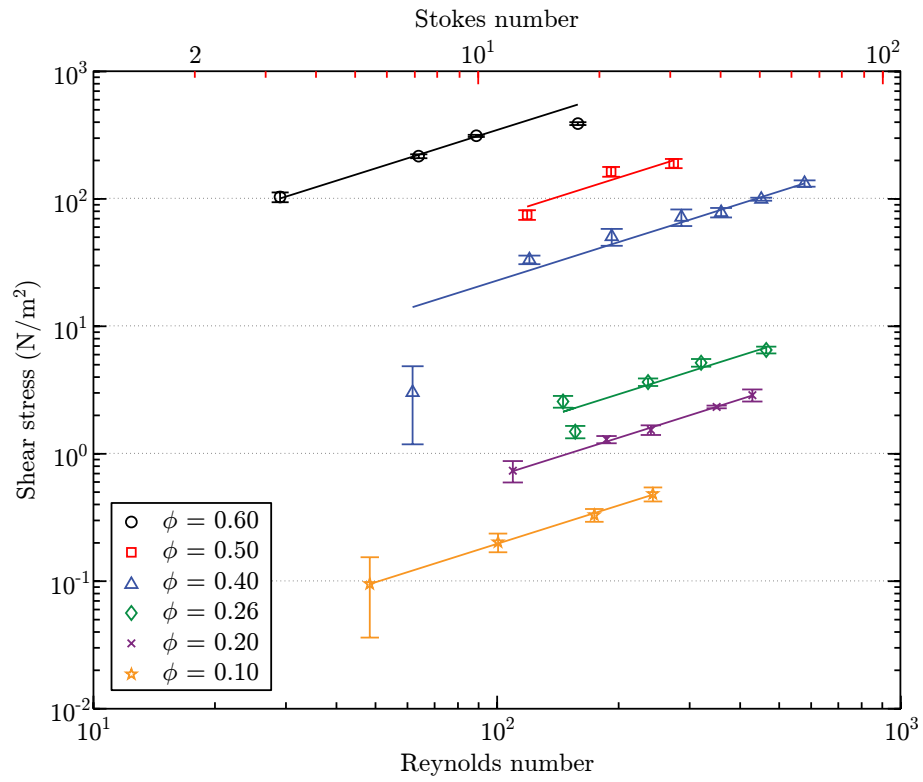 Stokes number
2 10¹ 10²
10³
10²
10¹
10⁰
10⁻¹
10⁻²
Shear stress (N/m²)
ϕ = 0.60
ϕ = 0.50
ϕ = 0.40
ϕ = 0.26
ϕ = 0.20
ϕ = 0.10
10¹ 10² 10³
Reynolds number